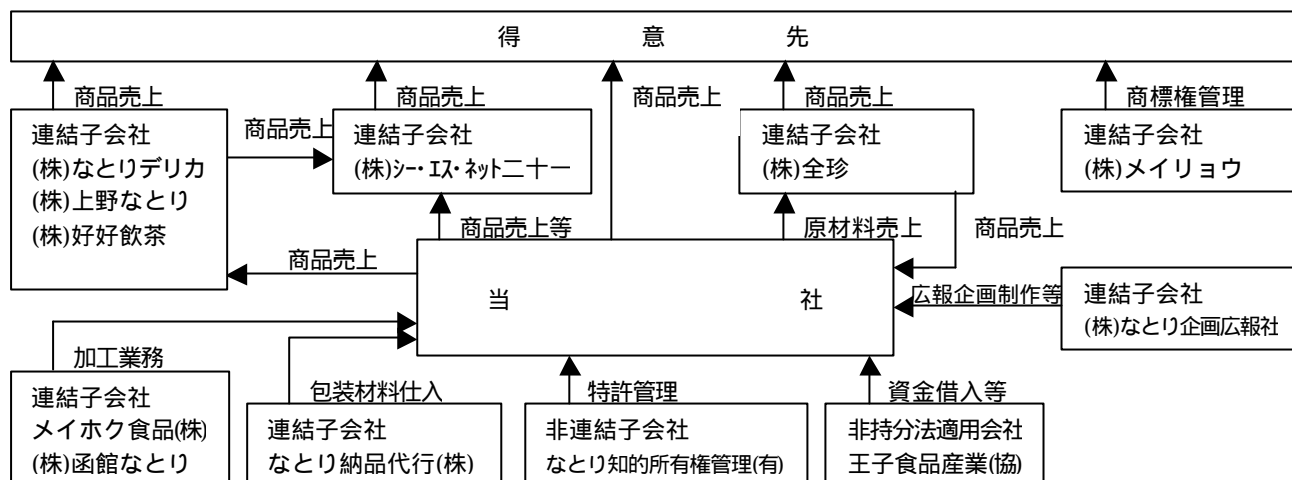 得 意 先
商品売上
商品売上
商品売上
商品売上
商標権管理
連結子会社
(株)なとりデリカ
(株)上野なとり
(株)好好飲茶
商品売上
連結子会社
(株)シー・エス・ネット二十一
連結子会社
(株)全珍
連結子会社
(株)メイリョウ
商品売上等
原材料売上
商品売上
商品売上
当 社
広報企画制作等
連結子会社
(株)なとり企画広報社
加工業務
包装材料仕入
特許管理
資金借入等
連結子会社
メイホク食品(株)
(株)函館なとり
連結子会社
なとり納品代行(株)
非連結子会社
なとり知的所有権管理(有)
非持分法適用会社
王子食品産業(協)